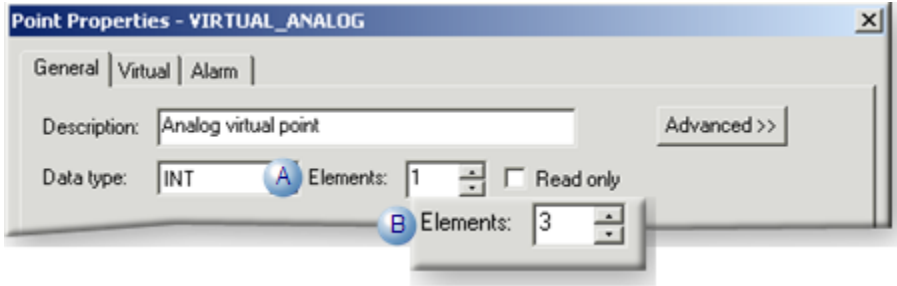 Point Properties - VIRTUAL_ANALOG
General Virtual Alarm
Description: Analog virtual point Advanced >>
Data type: INT A Elements: 1 Read only
B Elements: 3